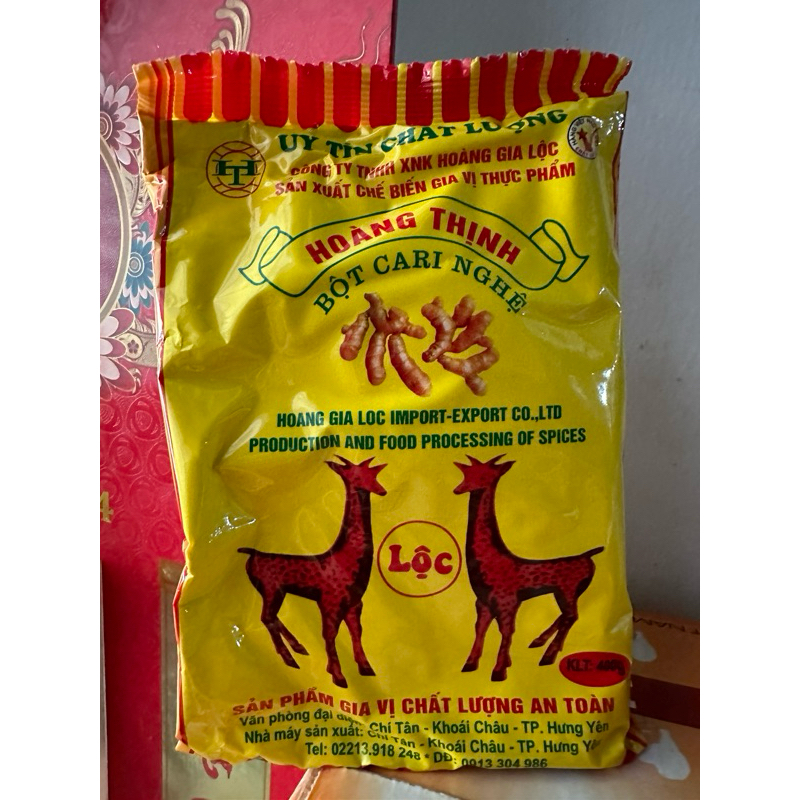 UY TÍN CHẤT LƯỢNG
HT
CÔNG TY TNHH XNK HOÀNG GIA LỘC
SẢN XUẤT CHẾ BIẾN GIA VỊ THỰC PHẨM
HOÀNG THỊNH
BỘT CARI NGHỆ
HOANG GIA LOC IMPORT-EXPORT CO.,LTD
PRODUCTION AND FOOD PROCESSING OF SPICES
Lộc
KLT: 400g
SẢN PHẨM GIA VỊ CHẤT LƯỢNG AN TOÀN
Văn phòng đại diện: Chí Tân - Khoái Châu - TP. Hưng Yên
Nhà máy sản xuất: Chí Tân - Khoái Châu - TP. Hưng Yên
Tel: 02213.918 248 - DĐ: 0913 304 986
4